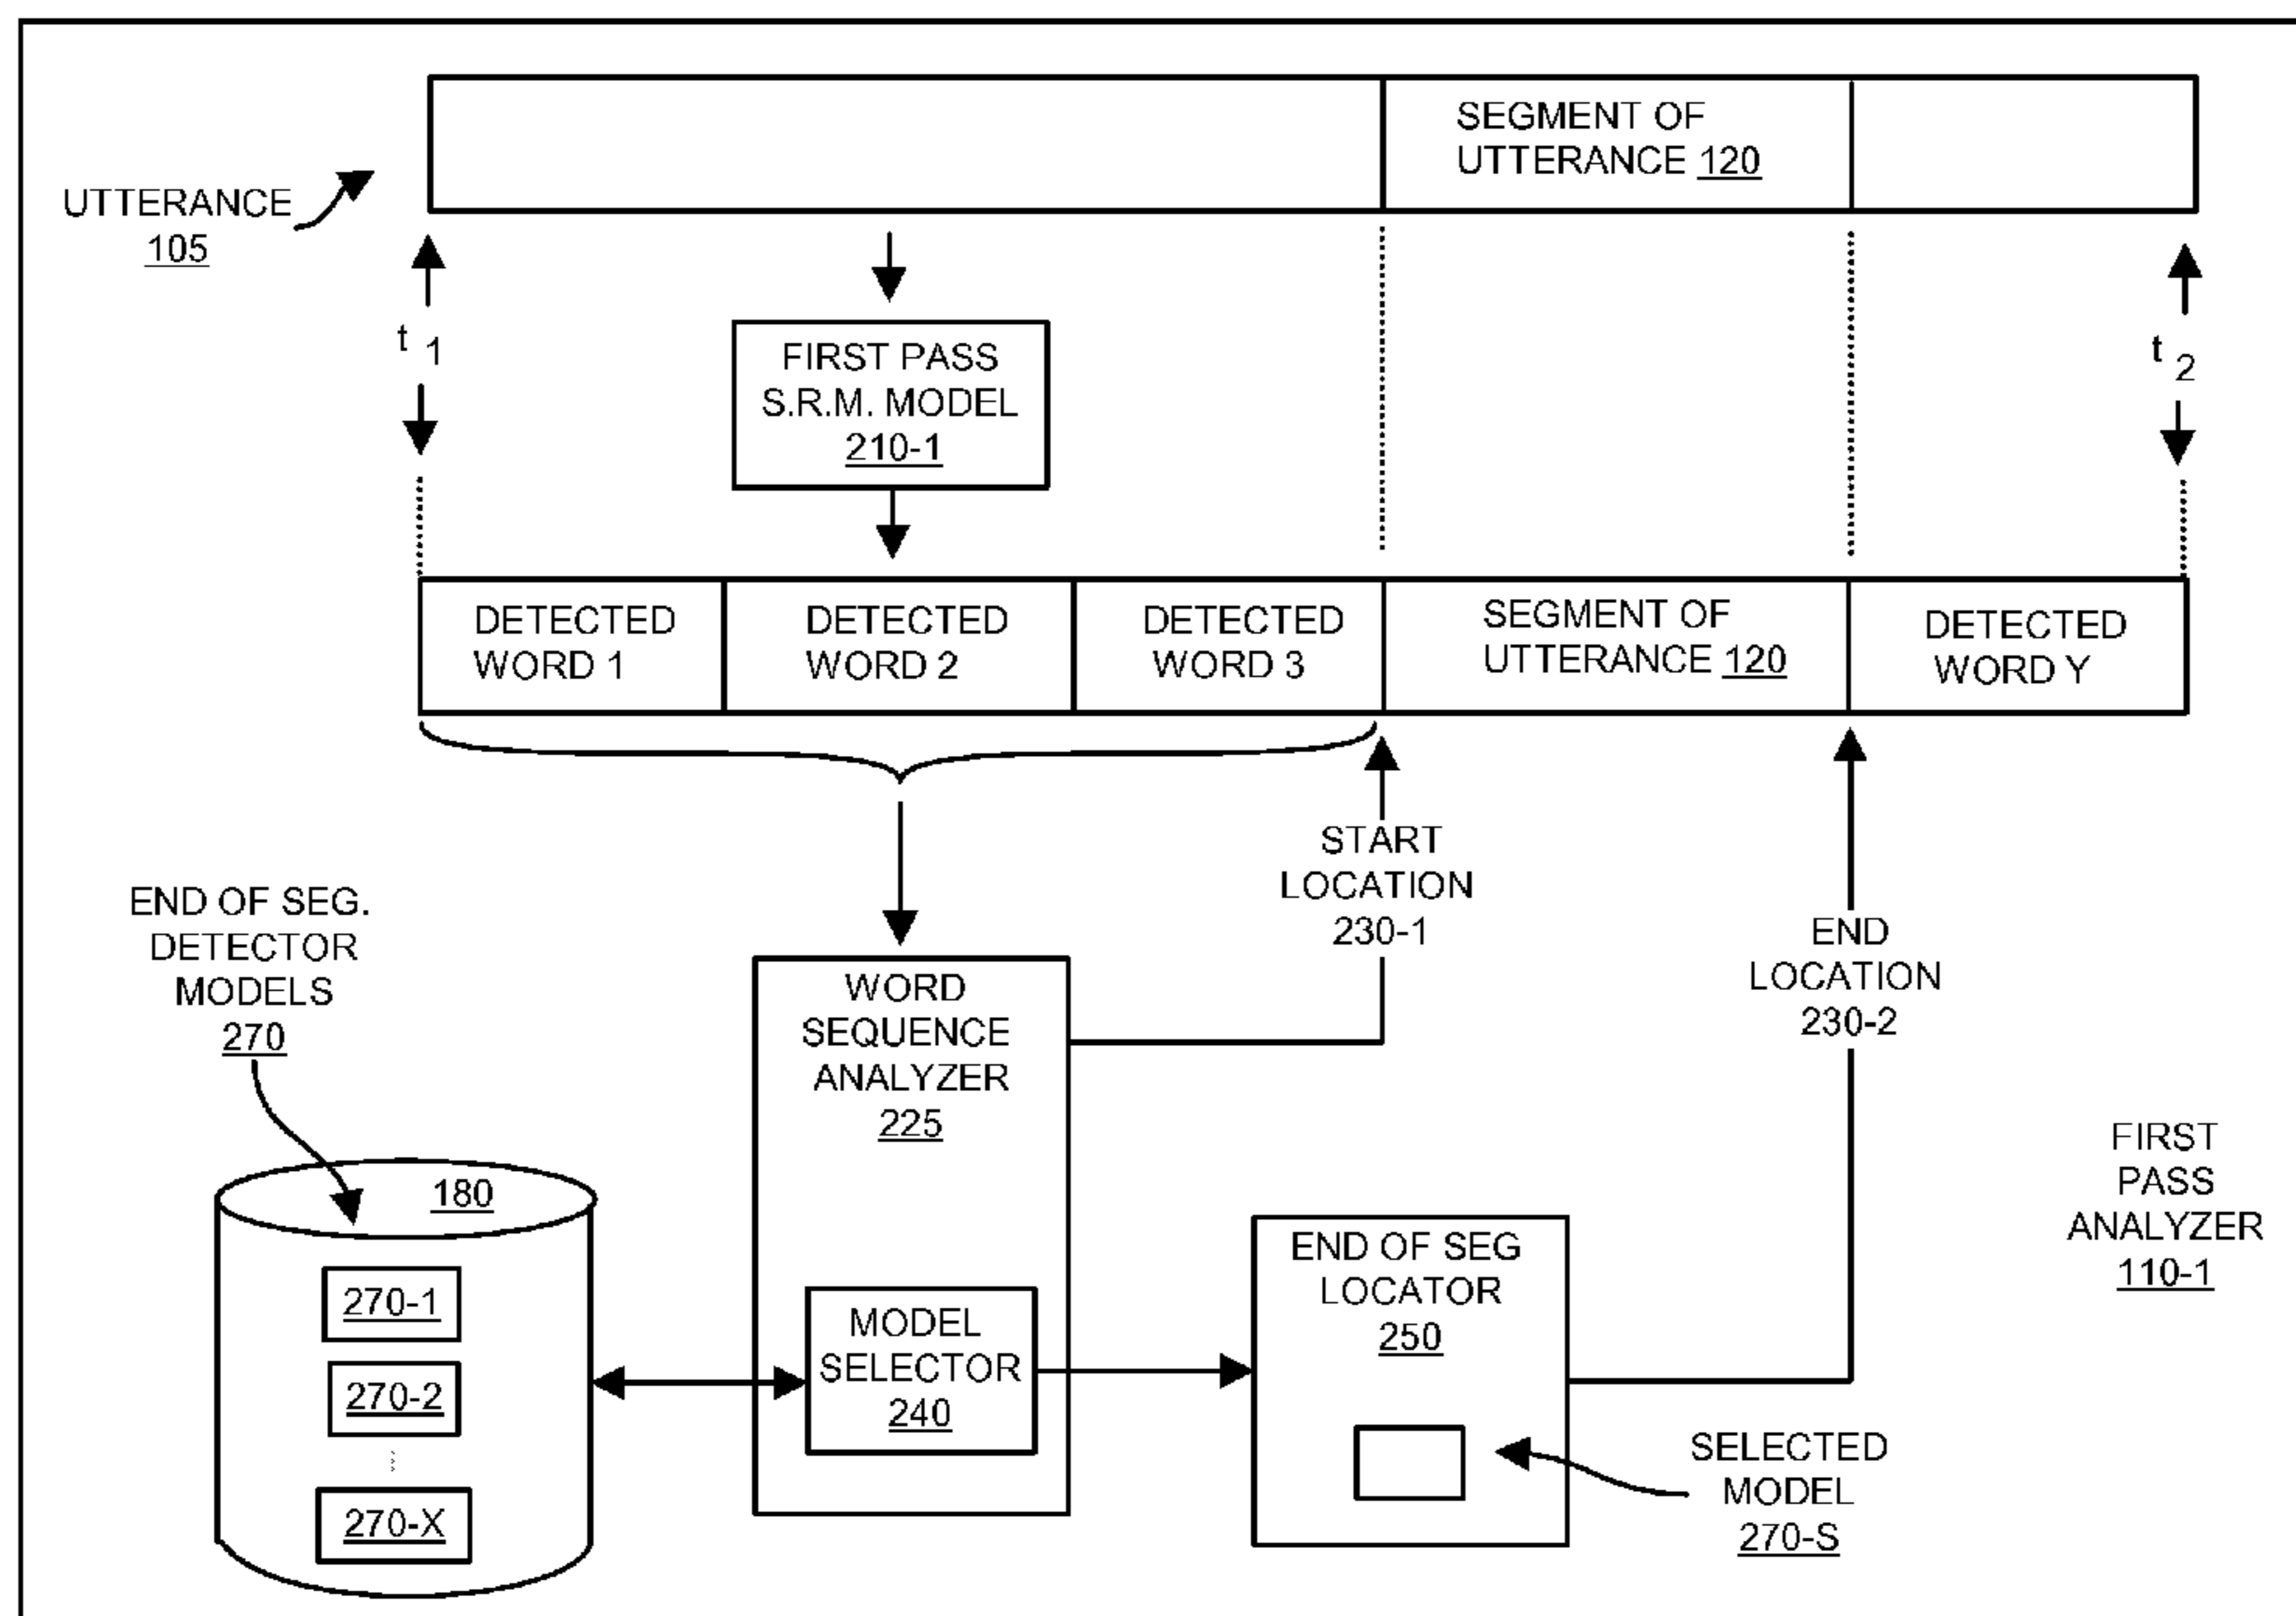 SEGMENT OF
UTTERANCE 120
UTTERANCE
105
t 1
FIRST PASS
S.R.M. MODEL
210-1
t 2
DETECTED
WORD 1
DETECTED
WORD 2
DETECTED
WORD 3
SEGMENT OF
UTTERANCE 120
DETECTED
WORD Y
START
LOCATION
230-1
END
LOCATION
230-2
END OF SEG.
DETECTOR
MODELS
270
WORD
SEQUENCE
ANALYZER
225
FIRST
PASS
ANALYZER
110-1
180
270-1
270-2
270-X
MODEL
SELECTOR
240
END OF SEG
LOCATOR
250
SELECTED
MODEL
270-S